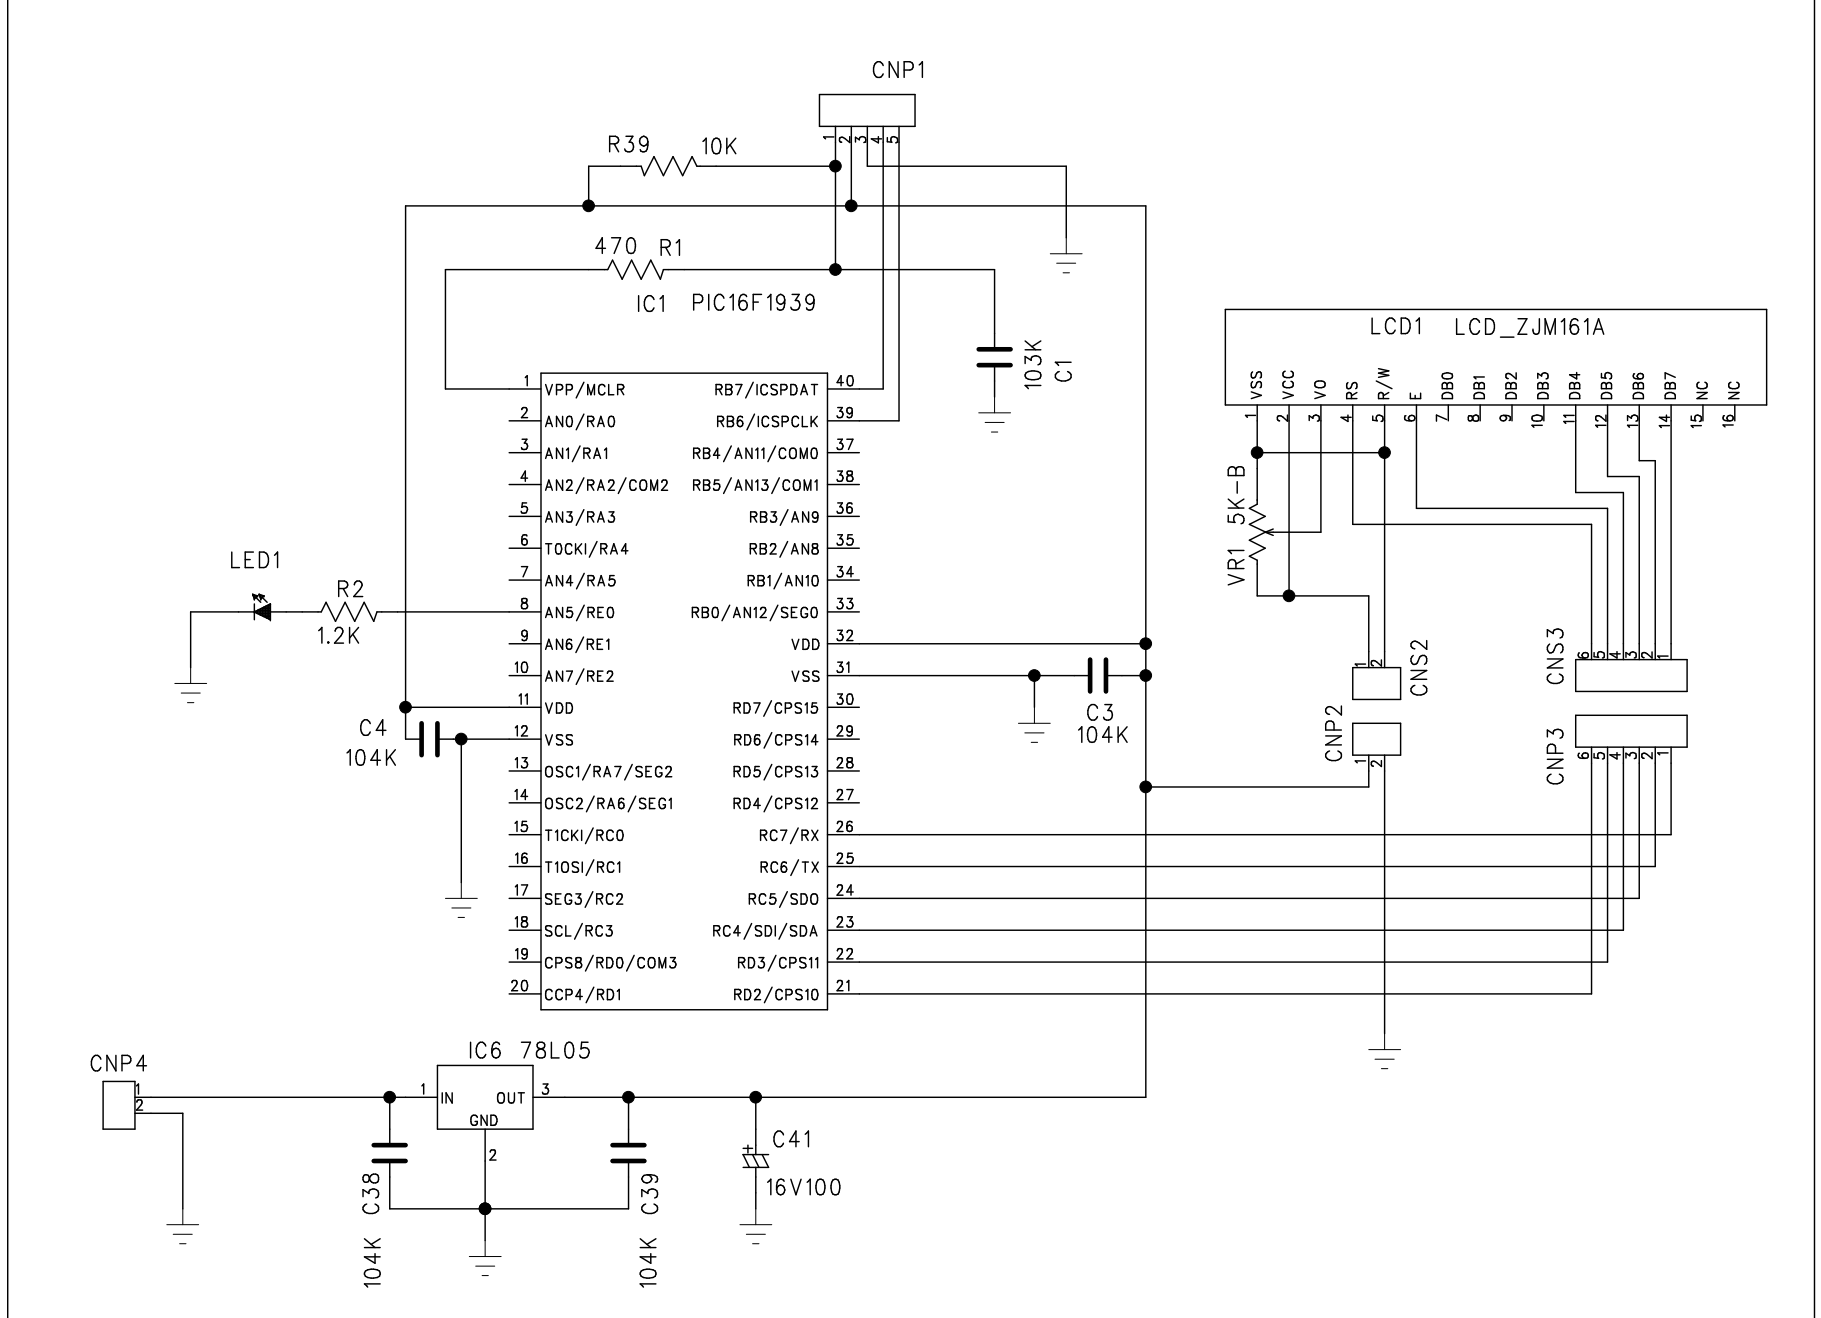 CNP1
1 2 3 4 5
R39 10K
470 R1
IC1 PIC16F1939
103K
C1
1 VPP/MCLR RB7/ICSPDAT 40
2 AN0/RA0 RB6/ICSPCLK 39
3 AN1/RA1 RB4/AN11/COM0 37
4 AN2/RA2/COM2 RB5/AN13/COM1 38
5 AN3/RA3 RB3/AN9 36
6 T0CKI/RA4 RB2/AN8 35
7 AN4/RA5 RB1/AN10 34
8 AN5/RE0 RB0/AN12/SEG0 33
9 AN6/RE1 VDD 32
10 AN7/RE2 VSS 31
11 VDD RD7/CPS15 30
12 VSS RD6/CPS14 29
13 OSC1/RA7/SEG2 RD5/CPS13 28
14 OSC2/RA6/SEG1 RD4/CPS12 27
15 T1CKI/RC0 RC7/RX 26
16 T1OSI/RC1 RC6/TX 25
17 SEG3/RC2 RC5/SDO 24
18 SCL/RC3 RC4/SDI/SDA 23
19 CPS8/RD0/COM3 RD3/CPS11 22
20 CCP4/RD1 RD2/CPS10 21
LED1
R2
1.2K
C4
104K
C3
104K
LCD1 LCD_ZJM161A
VSS VCC VO RS R/W E DB0 DB1 DB2 DB3 DB4 DB5 DB6 DB7 NC NC
1 2 3 4 5 6 7 8 9 10 11 12 13 14 15 16
VR1 5K-B
1 2
CNS2
CNP2
1 2
CNS3
6 5 4 3 2 1
CNP3
6 5 4 3 2 1
CNP4
1
2
IC6 78L05
1 IN OUT 3
GND
2
104K C38
104K C39
+
C41
16V100